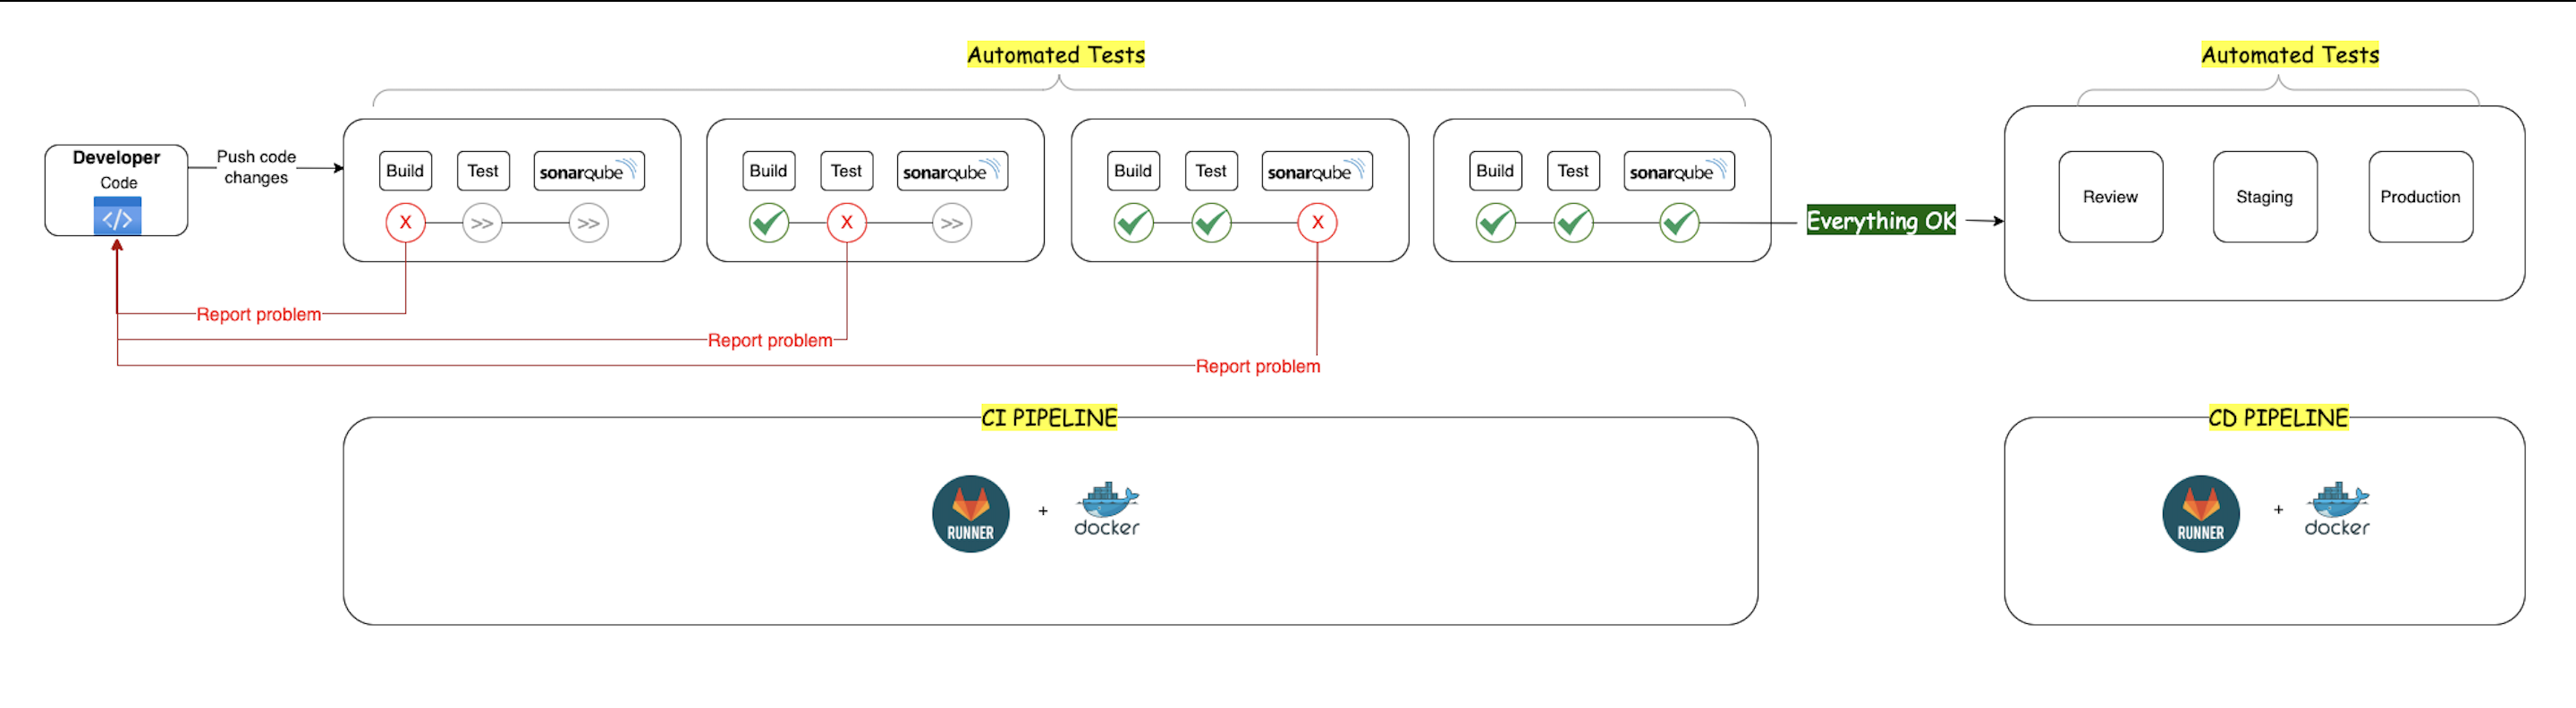 Automated Tests
Automated Tests
Developer
Code
</>
Push code
changes
Build
Test
sonarqube
X
>>
>>
Build
Test
sonarqube
X
>>
Build
Test
sonarqube
X
Build
Test
sonarqube
Everything OK
Review
Staging
Production
Report problem
Report problem
Report problem
CI PIPELINE
RUNNER
+
docker
CD PIPELINE
RUNNER
+
docker